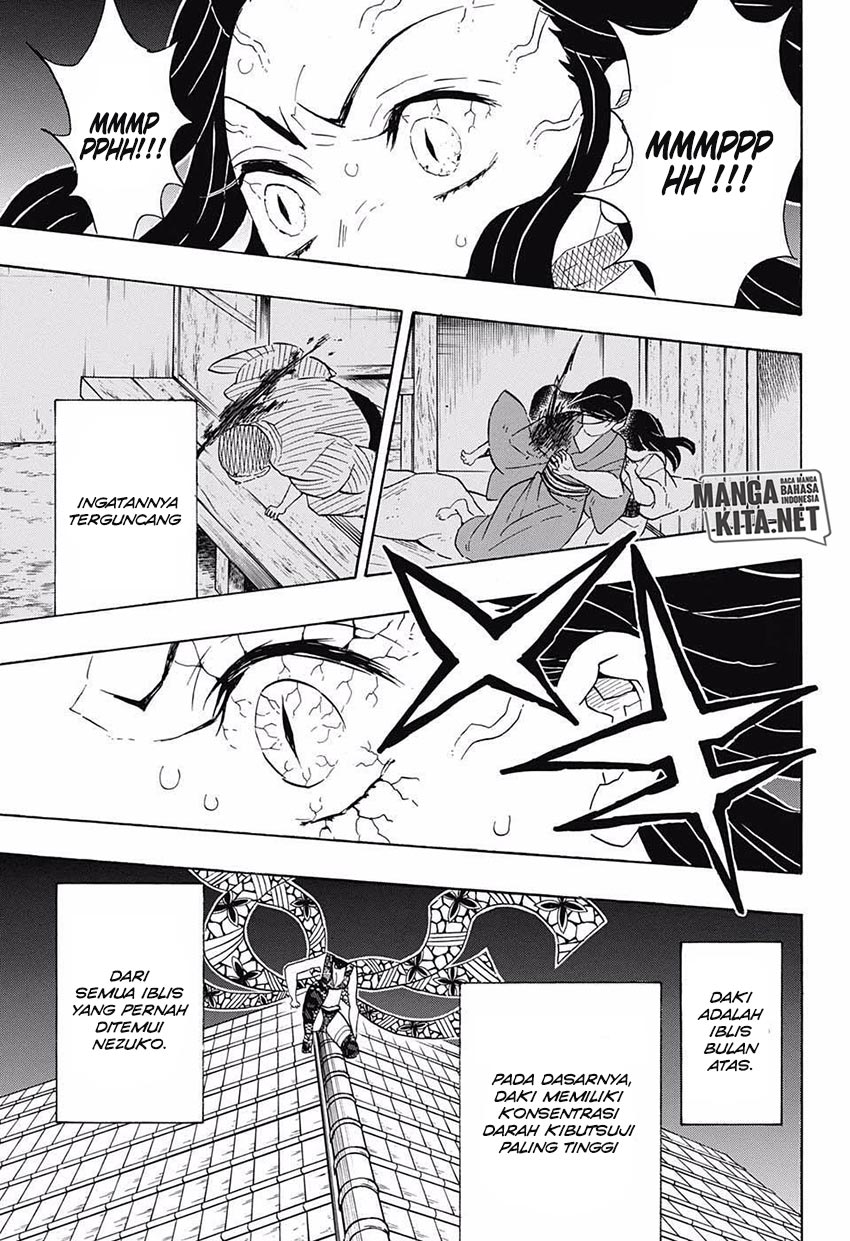 MMMPPP
HH !!!
MMMP
PPHH!!!
MANGA
KITA.NET
BACA MANGA
BAHASA
INDONESIA
INGATANNYA
TERGUNCANG
DAKI
ADALAH
IBLIS
BULAN
ATAS.
PADA DASARNYA,
DAKI MEMILIKI
KONSENTRASI
DARAH KIBUTSUJI
PALING TINGGI
DARI
SEMUA IBLIS
YANG PERNAH
DITEMUI
NEZUKO.